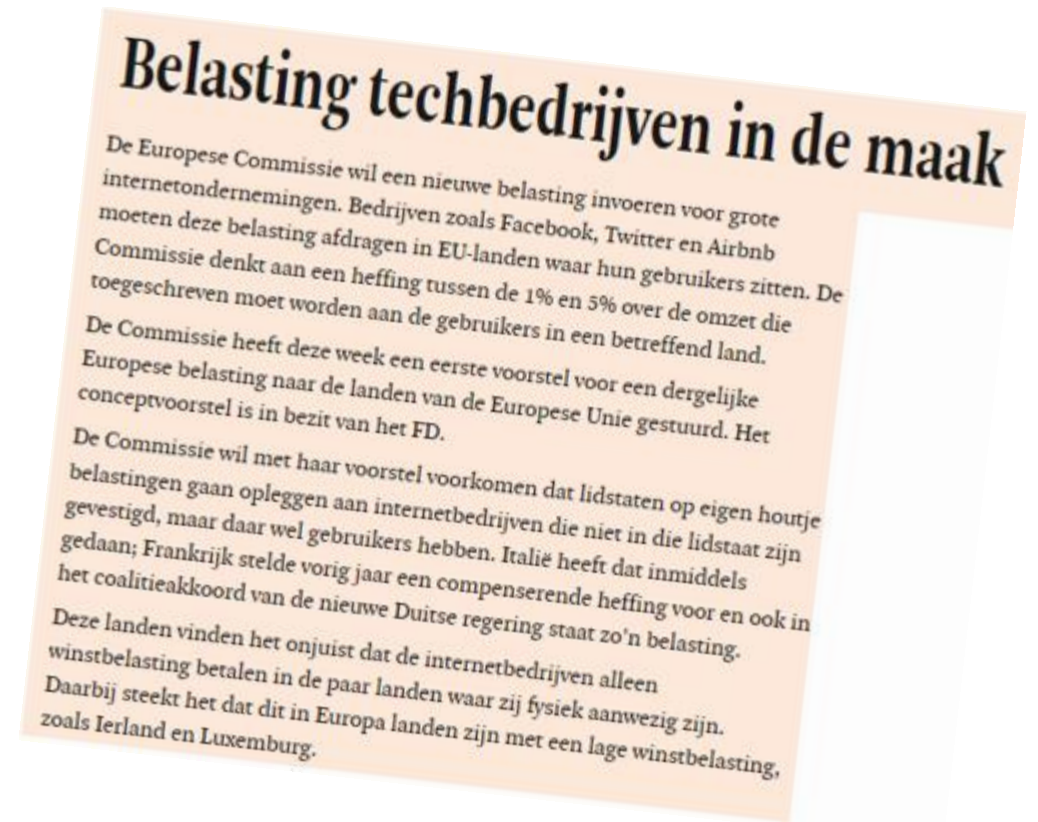 Belasting techbedrijven in de maak
De Europese Commissie wil een nieuwe belasting invoeren voor grote
internetondernemingen. Bedrijven zoals Facebook, Twitter en Airbnb
moeten deze belasting afdragen in EU-landen waar hun gebruikers zitten. De
Commissie denkt aan een heffing tussen de 1% en 5% over de omzet die
toegeschreven moet worden aan de gebruikers in een betreffend land.
De Commissie heeft deze week een eerste voorstel voor een dergelijke
Europese belasting naar de landen van de Europese Unie gestuurd. Het
conceptvoorstel is in bezit van het FD.
De Commissie wil met haar voorstel voorkomen dat lidstaten op eigen houtje
belastingen gaan opleggen aan internetbedrijven die niet in die lidstaat zijn
gevestigd, maar daar wel gebruikers hebben. Italië heeft dat inmiddels
gedaan; Frankrijk stelde vorig jaar een compenserende heffing voor en ook in
het coalitieakkoord van de nieuwe Duitse regering staat zo'n belasting.
Deze landen vinden het onjuist dat de internetbedrijven alleen
winstbelasting betalen in de paar landen waar zij fysiek aanwezig zijn.
Daarbij steekt het dat dit in Europa landen zijn met een lage winstbelasting,
zoals Ierland en Luxemburg.